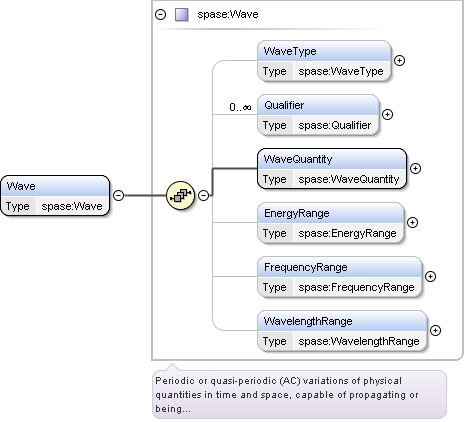 spase:Wave
WaveType
Type spase:WaveType
0..∞
Qualifier
Type spase:Qualifier
WaveQuantity
Type spase:WaveQuantity
Wave
Type spase:Wave
EnergyRange
Type spase:EnergyRange
FrequencyRange
Type spase:FrequencyRange
WavelengthRange
Type spase:WavelengthRange
Periodic or quasi-periodic (AC) variations of physical
quantities in time and space, capable of propagating or
being...